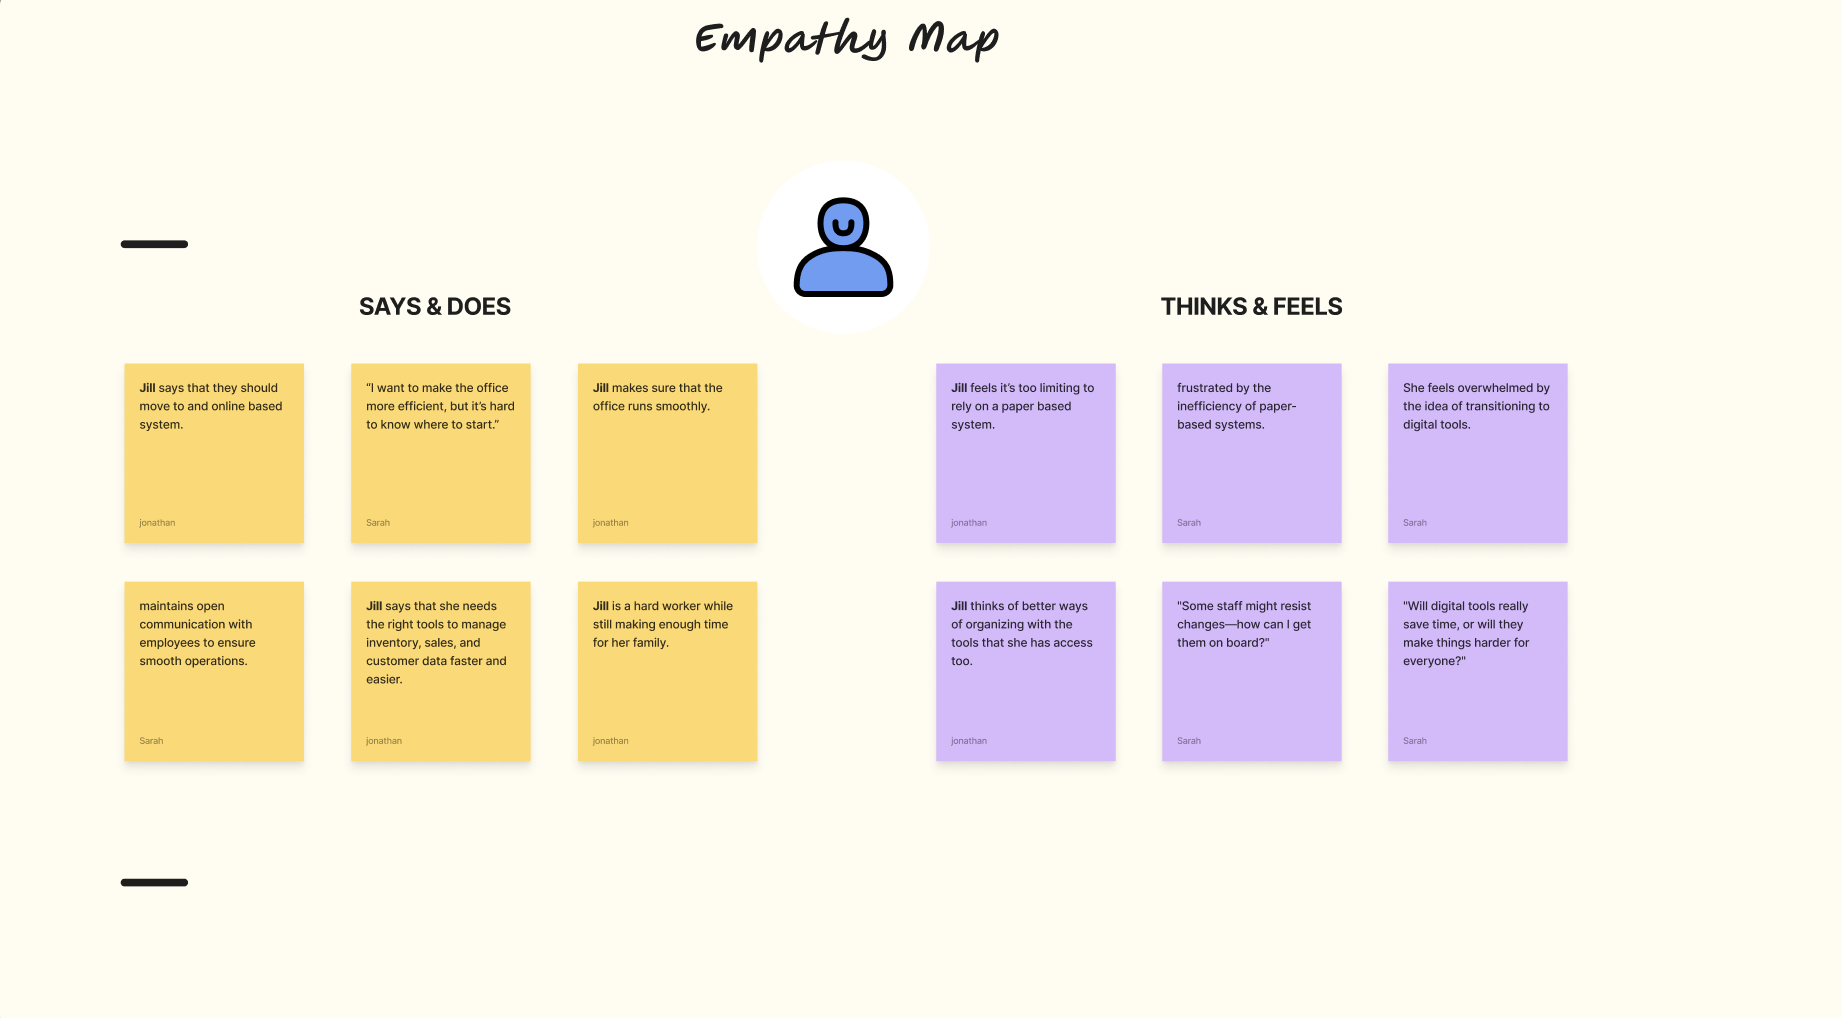 Empathy Map
SAYS & DOES
THINKS & FEELS
Jill says that they should
move to and online based
system.
jonathan
“I want to make the office
more efficient, but it’s hard
to know where to start.”
Sarah
Jill makes sure that the
office runs smoothly.
jonathan
Jill feels it’s too limiting to
rely on a paper based
system.
jonathan
frustrated by the
inefficiency of paper-
based systems.
Sarah
She feels overwhelmed by
the idea of transitioning to
digital tools.
Sarah
maintains open
communication with
employees to ensure
smooth operations.
Sarah
Jill says that she needs
the right tools to manage
inventory, sales, and
customer data faster and
easier.
jonathan
Jill is a hard worker while
still making enough time
for her family.
jonathan
Jill thinks of better ways
of organizing with the
tools that she has access
too.
jonathan
"Some staff might resist
changes—how can I get
them on board?"
Sarah
"Will digital tools really
save time, or will they
make things harder for
everyone?"
Sarah